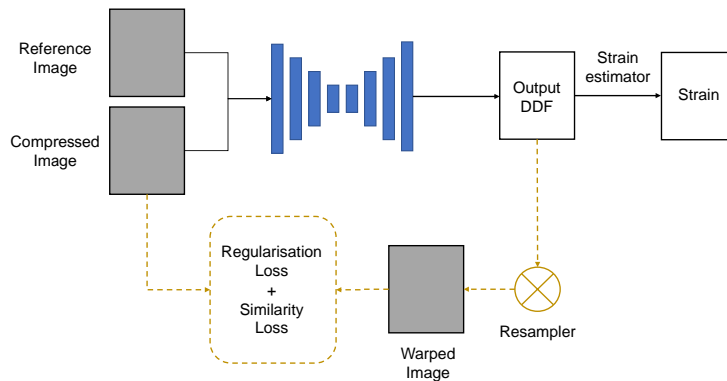 Reference
Image
Compressed
Image
Output
DDF
Strain
estimator
Strain
Regularisation
Loss
+
Similarity
Loss
Warped
Image
Resampler